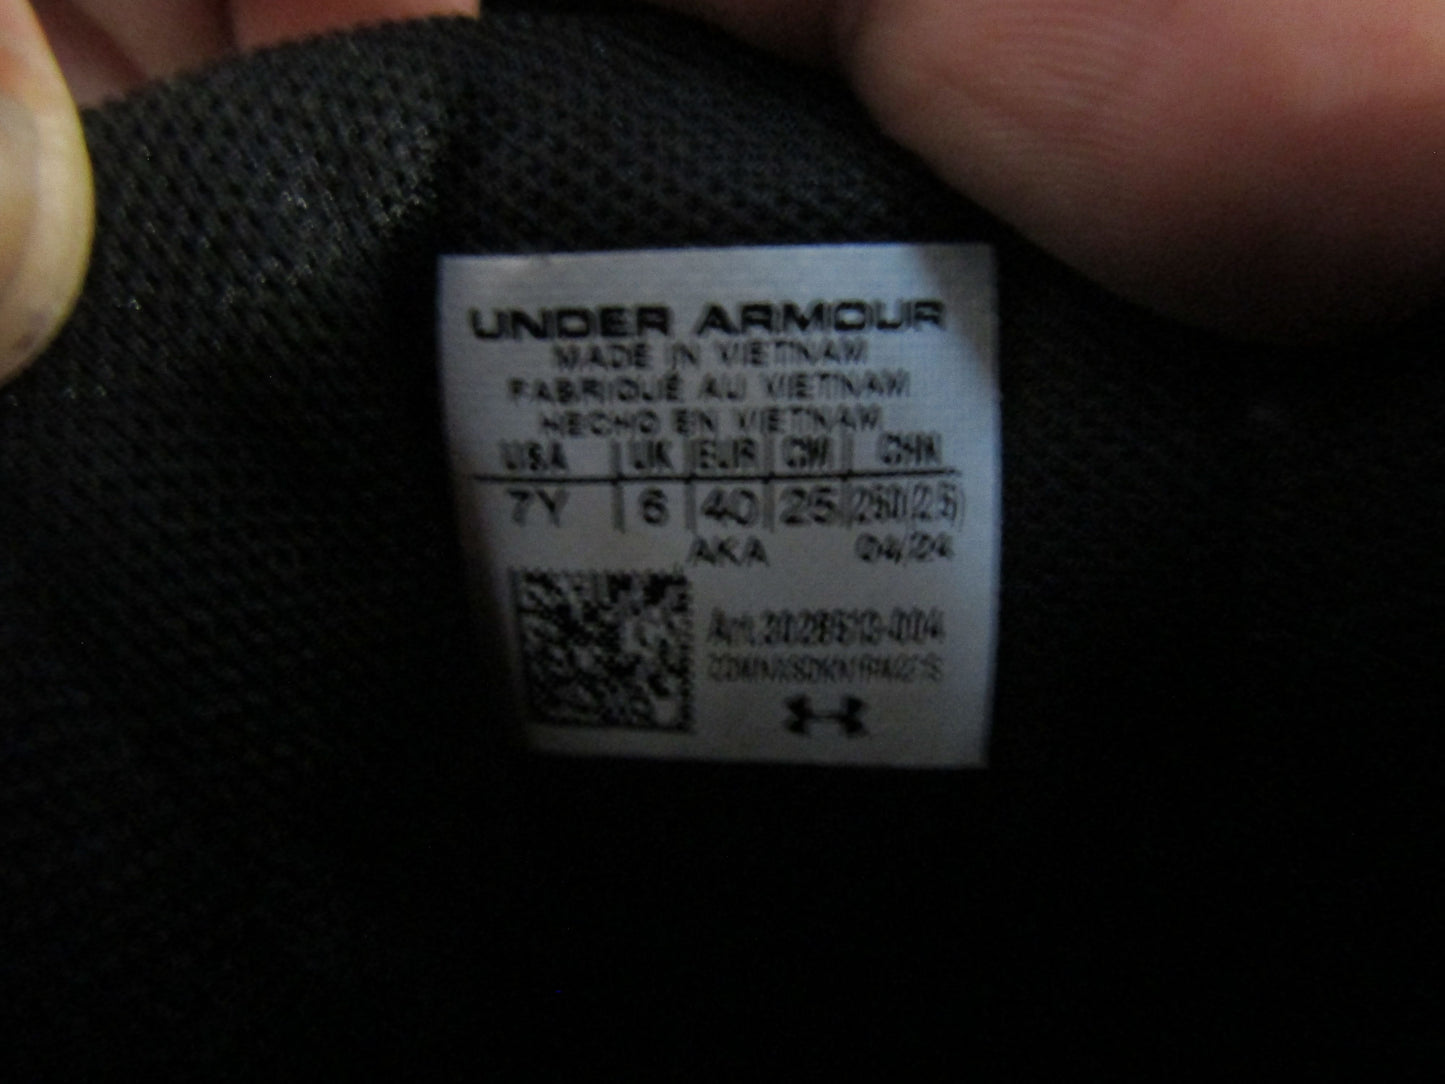 UNDER ARMOUR
MADE IN VIETNAM
FABRIQUÉ AU VIETNAM
HECHO EN VIETNAM
USA UK EUR CM CHN
7Y 6 40 25 250(2.5)
AKA 04/24